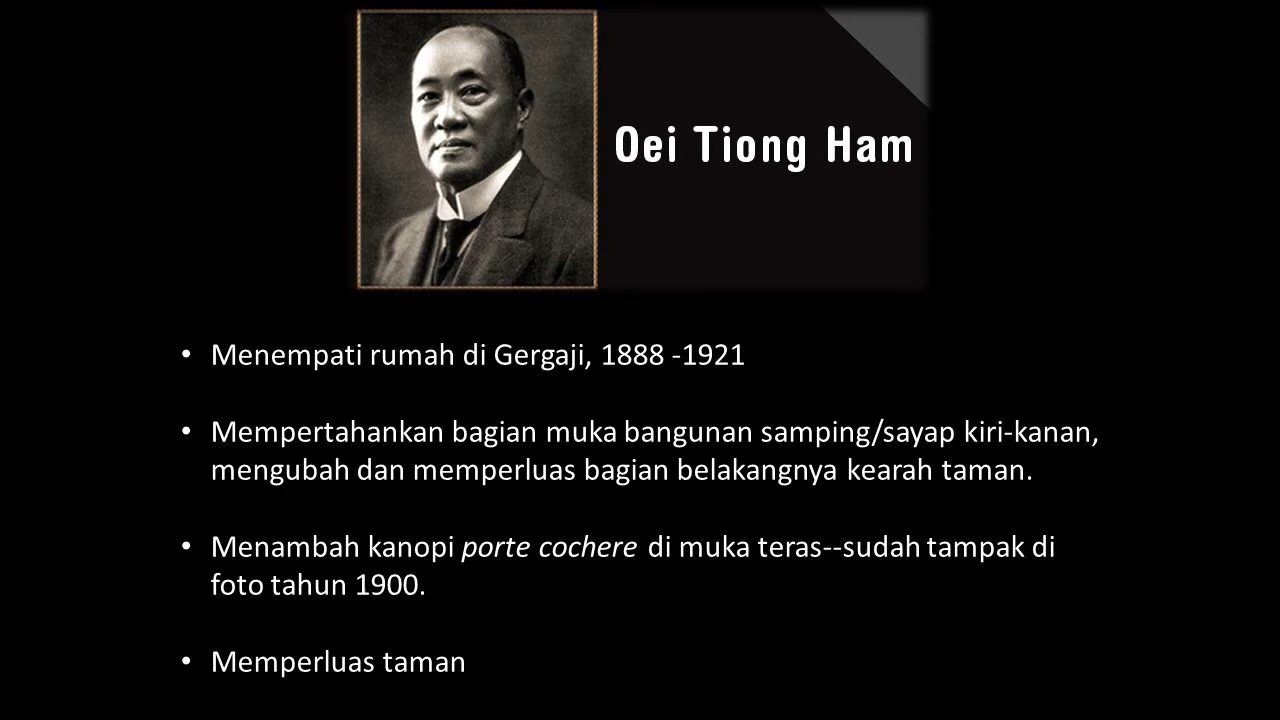 Oei Tiong Ham
• Menempati rumah di Gergaji, 1888 -1921
• Mempertahankan bagian muka bangunan samping/sayap kiri-kanan,
mengubah dan memperluas bagian belakangnya kearah taman.
• Menambah kanopi porte cochere di muka teras--sudah tampak di
foto tahun 1900.
• Memperluas taman